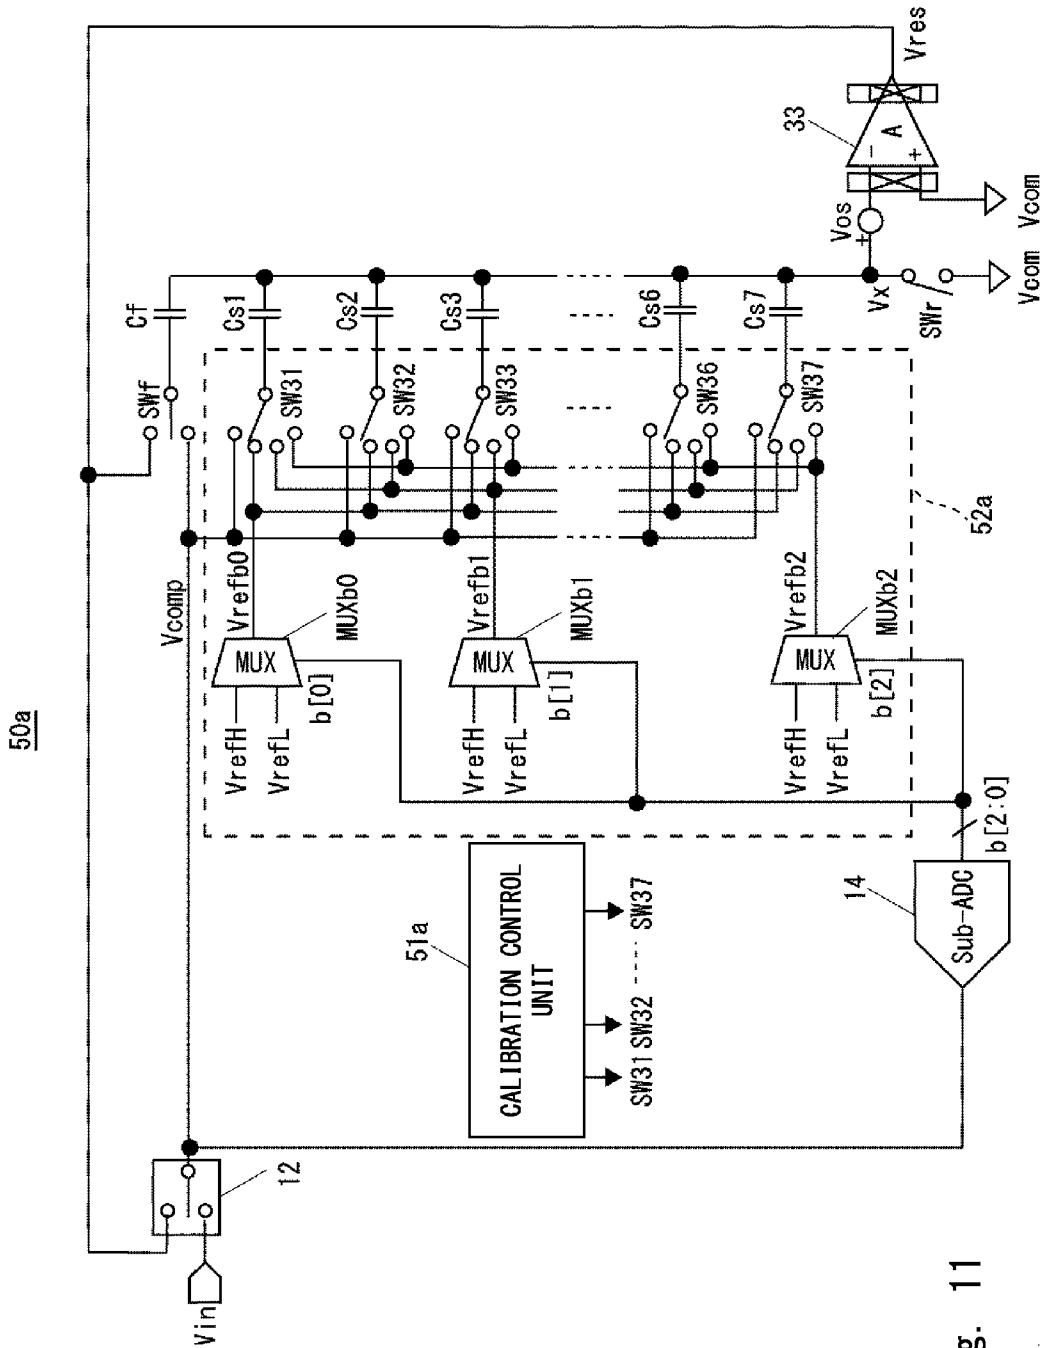 50a
Vin
12
Vcomp
SWf
Cf
SW31
Cs1
SW32
Cs2
SW33
Cs3
SW36
Cs6
SW37
Cs7
Vrefb0
MUX
MUXb0
VrefH
VrefL
b[0]
Vrefb1
MUX
MUXb1
VrefH
VrefL
b[1]
Vrefb2
MUX
MUXb2
VrefH
VrefL
b[2]
52a
51a
CALIBRATION CONTROL
UNIT
SW31 SW32 SW37
14
Sub-ADC
b[2:0]
Vx
SWr
Vcom
Vos
+
33
A
-
+
Vcom
Vres
g. 11